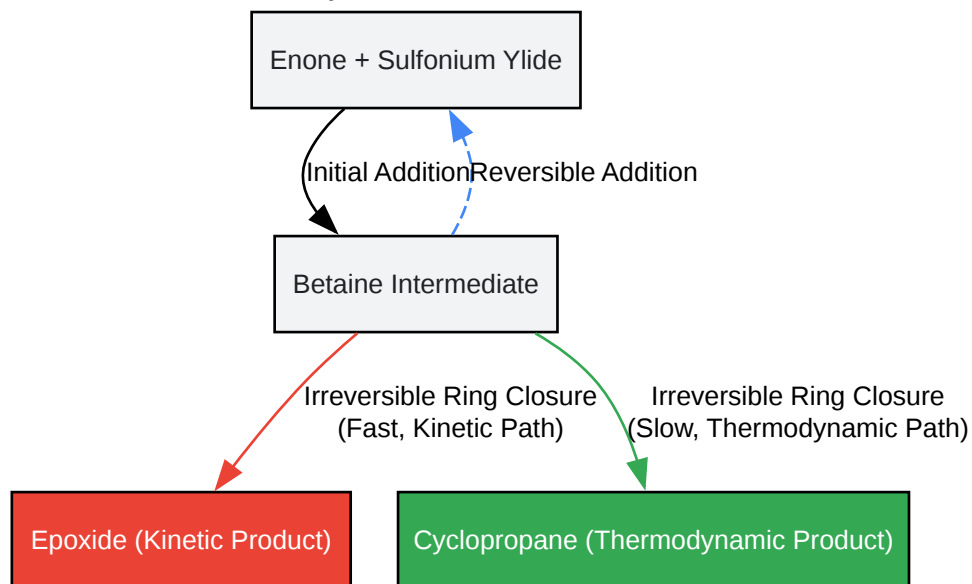 Enone + Sulfonium Ylide
Initial Addition
Reversible Addition
Betaine Intermediate
Irreversible Ring Closure
(Fast, Kinetic Path)
Irreversible Ring Closure
(Slow, Thermodynamic Path)
Epoxide (Kinetic Product)
Cyclopropane (Thermodynamic Product)